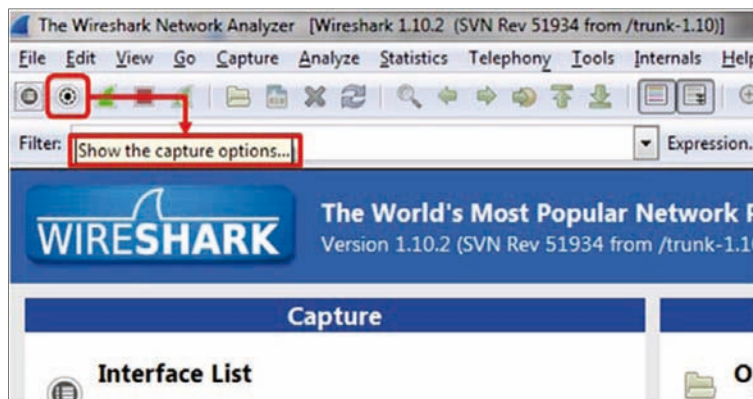 The Wireshark Network Analyzer [Wireshark 1.10.2 (SVN Rev 51934 from /trunk-1.10)]
File Edit View Go Capture Analyze Statistics Telephony Tools Internals Help
Filter: Show the capture options... Expression.
WIRESHARK
The World's Most Popular Network
Version 1.10.2 (SVN Rev 51934 from /trunk-1.1
Capture
Interface List